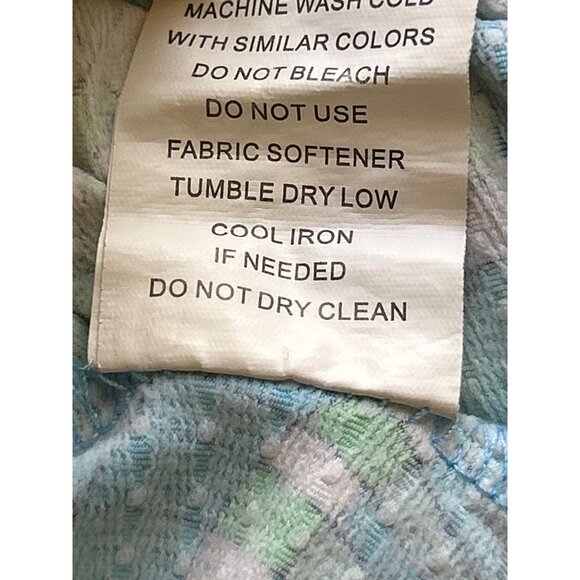 MACHINE WASH COLD
WITH SIMILAR COLORS
DO NOT BLEACH
DO NOT USE
FABRIC SOFTENER
TUMBLE DRY LOW
COOL IRON
IF NEEDED
DO NOT DRY CLEAN